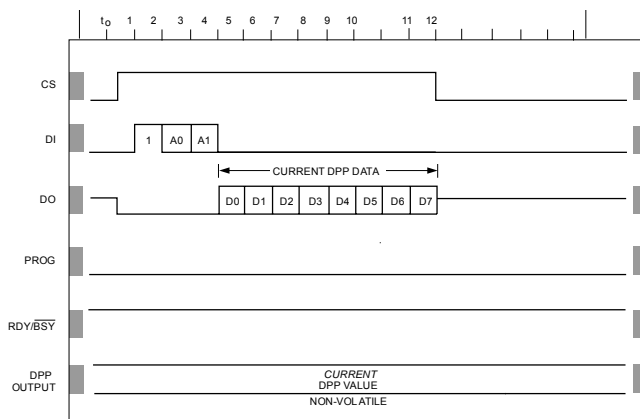 to 1 2 3 4 5 6 7 8 9 10 11 12
CS
DI 1 A0 A1
CURRENT DPP DATA
DO D0 D1 D2 D3 D4 D5 D6 D7
PROG
RDY/BSY
DPP
OUTPUT
CURRENT
DPP VALUE
NON-VOLATILE